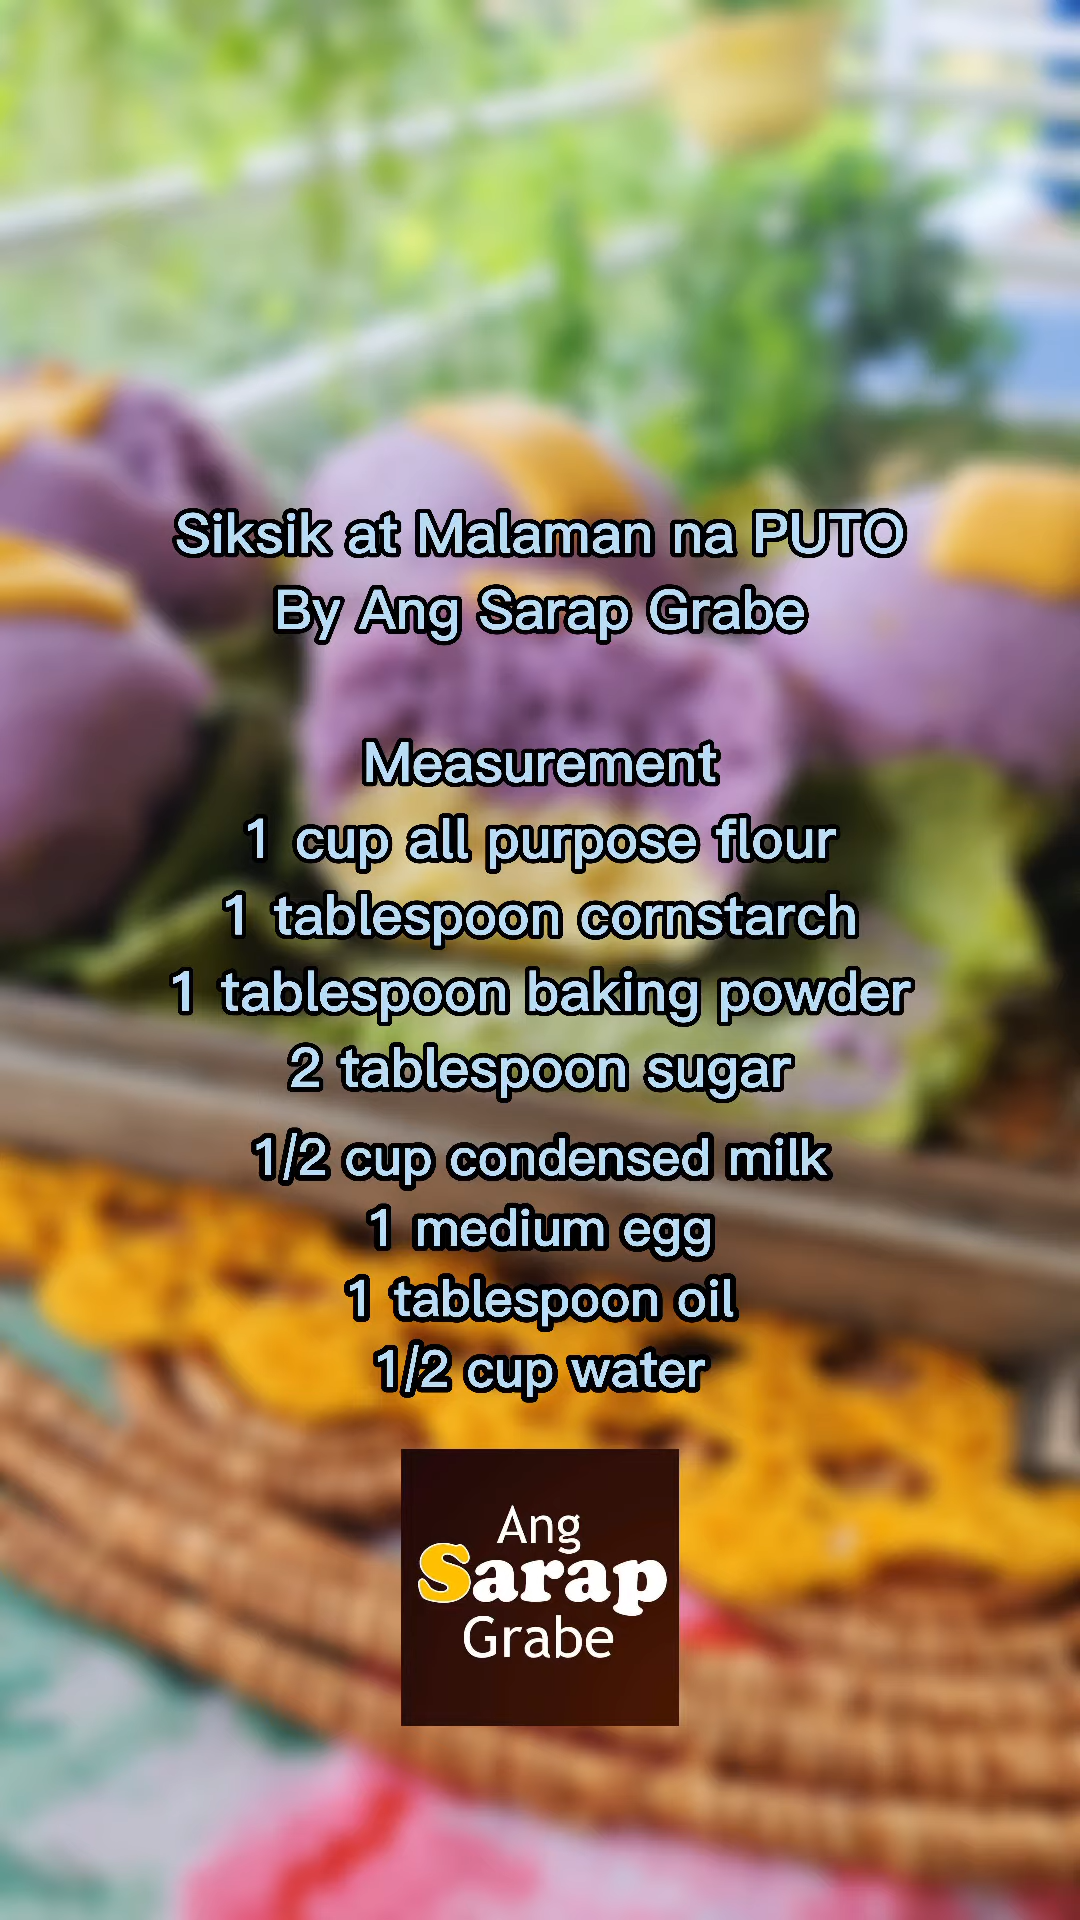 Siksik at Malaman na PUTO
By Ang Sarap Grabe
Measurement
1 cup all purpose flour
1 tablespoon cornstarch
1 tablespoon baking powder
2 tablespoon sugar
1/2 cup condensed milk
1 medium egg
1 tablespoon oil
1/2 cup water
Ang
Sarap
Grabe